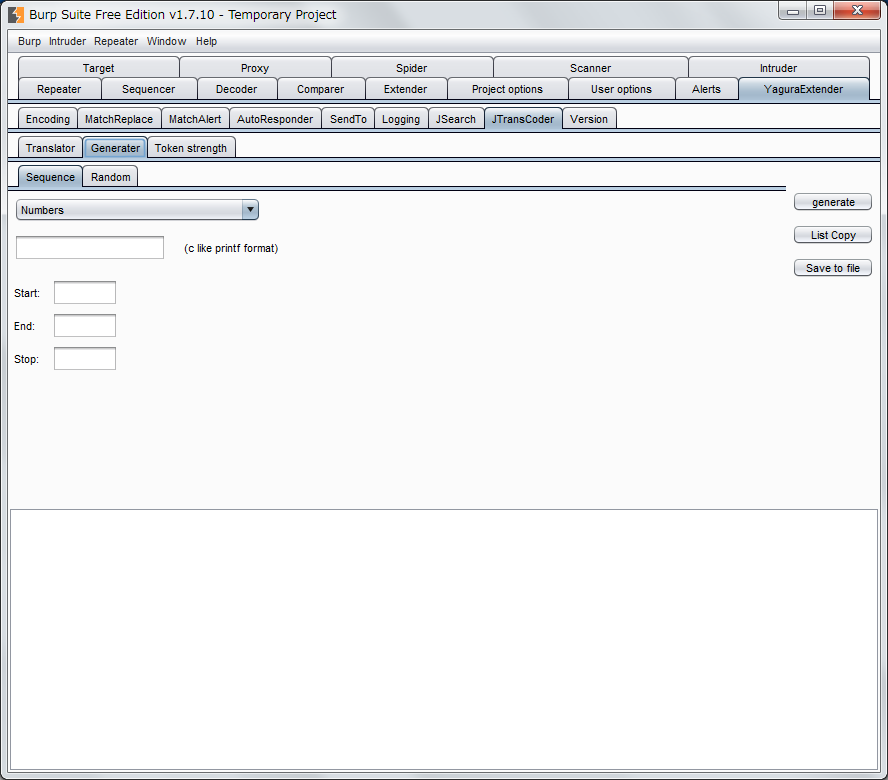 Burp Suite Free Edition v1.7.10 - Temporary Project
Burp Intruder Repeater Window Help
Target Proxy Spider Scanner Intruder
Repeater Sequencer Decoder Comparer Extender Project options User options Alerts YaguraExtender
Encoding MatchReplace MatchAlert AutoResponder SendTo Logging JSearch JTransCoder Version
Translator Generater Token strength
Sequence Random
generate
Numbers
List Copy
(c like printf format)
Save to file
Start:
End:
Stop: